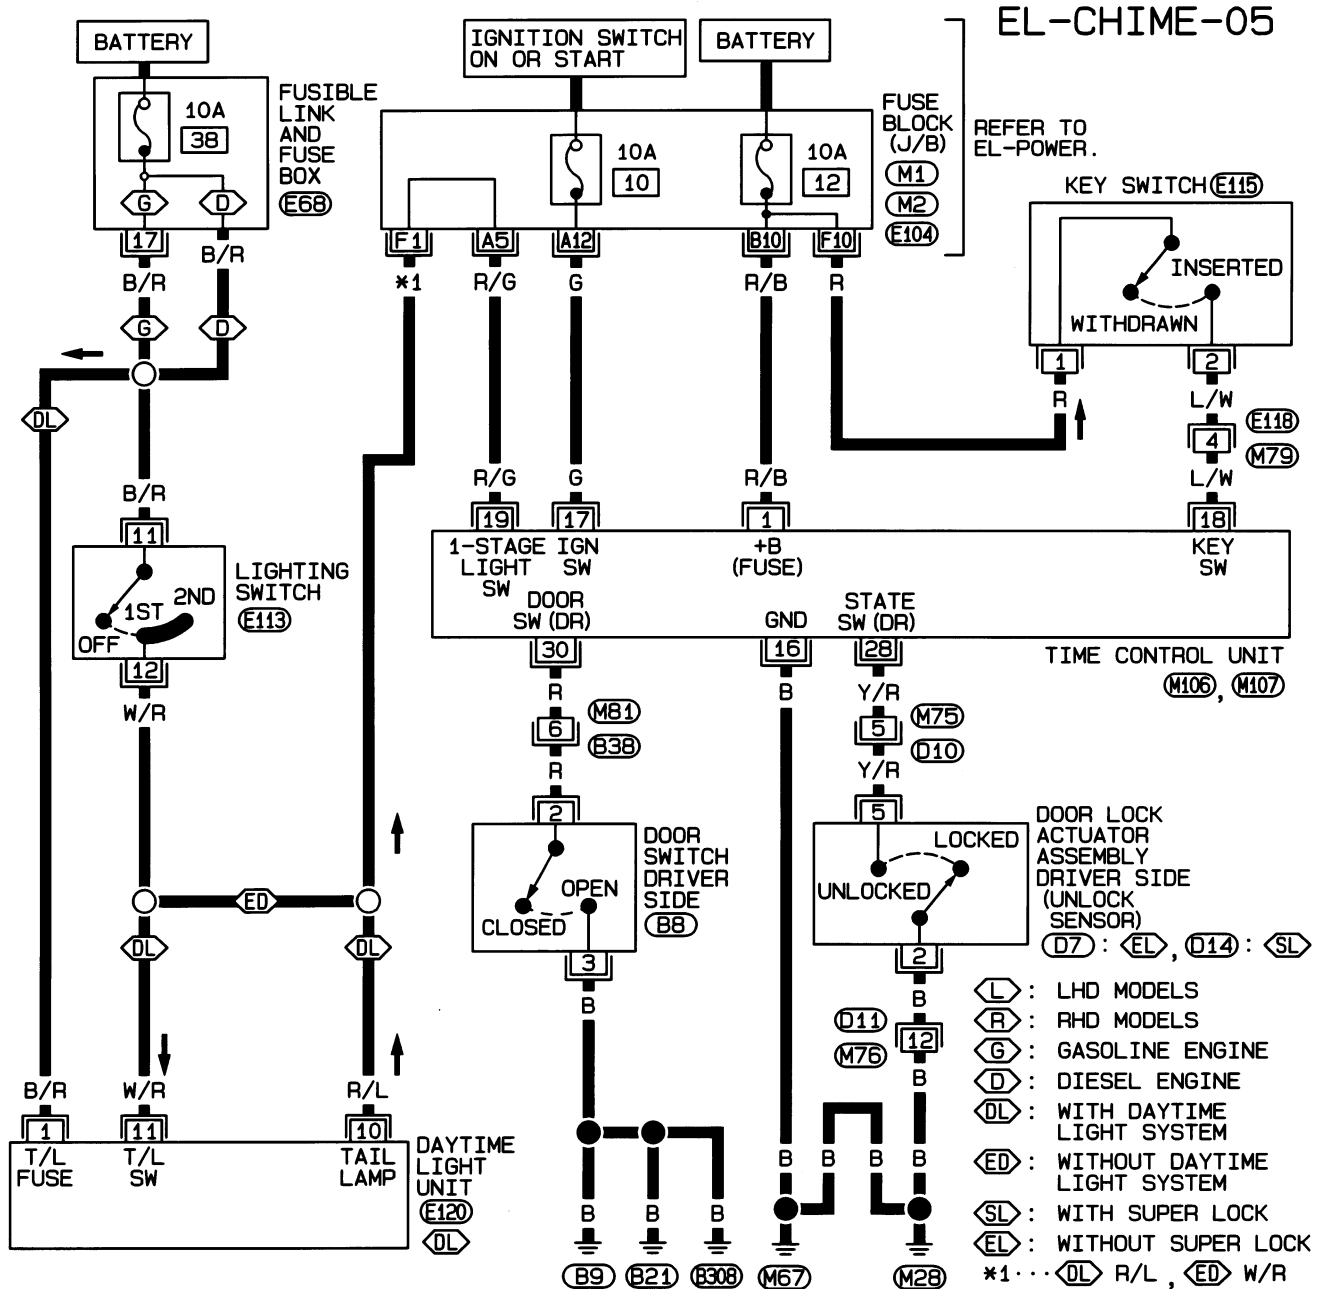 EL-CHIME-05
BATTERY
IGNITION SWITCH
ON OR START
BATTERY
10A
38
G
D
FUSIBLE
LINK
AND
FUSE
BOX
E68
10A
10
10A
12
FUSE
BLOCK
(J/B)
M1
M2
E104
REFER TO
EL-POWER.
KEY SWITCH E115
INSERTED
WITHDRAWN
17
B/R
B/R
F1
A5
A12
B10
F10
*1
R/G
G
R/B
R
G
D
1
2
R
L/W
E118
4
M79
L/W
DL
B/R
R/G
G
R/B
11
19
17
1
18
1-STAGE
LIGHT
SW
IGN
SW
+B
(FUSE)
KEY
SW
LIGHTING
SWITCH
E113
1ST
2ND
OFF
12
W/R
DOOR
SW (DR)
GND
STATE
SW (DR)
30
16
28
TIME CONTROL UNIT
M106, M107
R
B
Y/R
M81
6
B38
R
M75
5
D10
Y/R
2
5
DOOR
SWITCH
DRIVER
SIDE
B8
OPEN
CLOSED
3
B
LOCKED
UNLOCKED
2
B
DOOR LOCK
ACTUATOR
ASSEMBLY
DRIVER SIDE
(UNLOCK
SENSOR)
D7 : EL, D14 : SL
ED
DL
DL
D11
12
M76
B
L : LHD MODELS
R : RHD MODELS
G : GASOLINE ENGINE
D : DIESEL ENGINE
DL : WITH DAYTIME
LIGHT SYSTEM
ED : WITHOUT DAYTIME
LIGHT SYSTEM
SL : WITH SUPER LOCK
EL : WITHOUT SUPER LOCK
*1··· DL R/L, ED W/R
B/R
W/R
R/L
1
11
10
T/L
FUSE
T/L
SW
TAIL
LAMP
DAYTIME
LIGHT
UNIT
E120
DL
B
B
B
B
B
B
B
B9
B21
B308
M67
M28